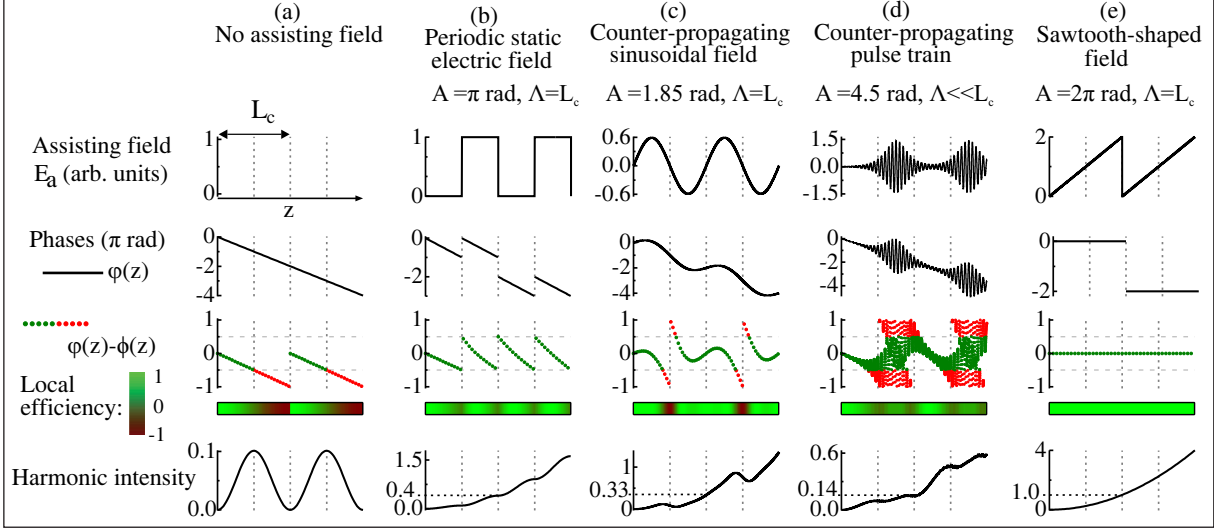 (a)
No assisting field
(b)
Periodic static
electric field
A =π rad, Λ=Lc
(c)
Counter-propagating
sinusoidal field
A =1.85 rad, Λ=Lc
(d)
Counter-propagating
pulse train
A =4.5 rad, Λ<<Lc
(e)
Sawtooth-shaped
field
A =2π rad, Λ=Lc
Assisting field
Ea (arb. units)
Lc
1
0
z
1
0
0.6
0.0
-0.6
1.5
0.0
-1.5
2
0
Phases (π rad)
φ(z)
0
-2
-4
0
-2
0
-2
-4
0
-2
-4
0
-2
φ(z)-ϕ(z)
Local
efficiency:
1
0
-1
1
0
-1
1
0
-1
1
0
-1
1
0
-1
1
0
-1
Harmonic intensity
0.1
0.0
1.5
0.4
0.0
1
0.33
0
0.6
0.14
0.0
4
1.0
0